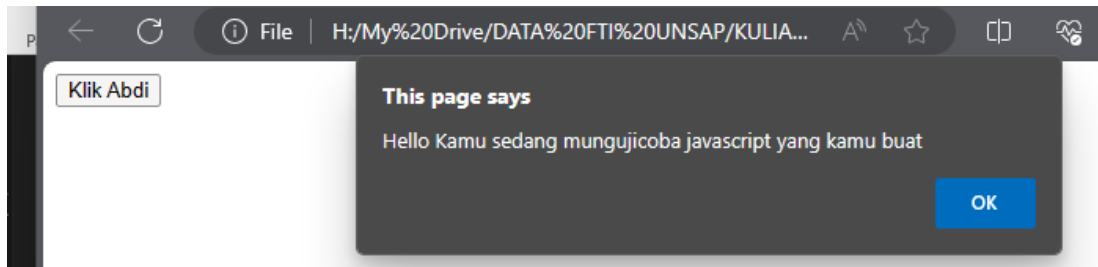 P
File | H:/My%20Drive/DATA%20FTI%20UNSAP/KULIA...
Klik Abdi
This page says
Hello Kamu sedang mungujicoba javascript yang kamu buat
OK